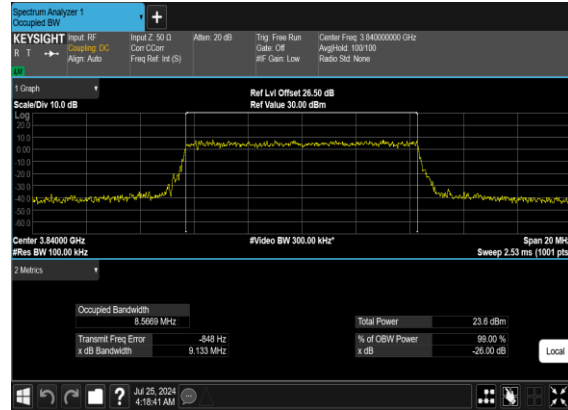 Spectrum Analyzer 1
Occupied BW
KEYSIGHT Input: RF Input Z: 50 Ω Atten: 20 dB Trig: Free Run Center Freq: 3.840000000 GHz
R T Coupling: DC Corr CCorr Gate: Off Avg|Hold: 100/100
Align: Auto Freq Ref: Int (S) #IF Gain: Low Radio Std: None
LXI
1 Graph
Ref Lvl Offset 26.50 dB
Scale/Div 10.0 dB Ref Value 30.00 dBm
Log
20.0
10.0
0.00
-10.0
-20.0
-30.0
-40.0
-50.0
-60.0
Center 3.84000 GHz #Video BW 300.00 kHz* Span 20 MHz
#Res BW 100.00 kHz Sweep 2.53 ms (1001 pts)
2 Metrics
Occupied Bandwidth
8.5669 MHz Total Power 23.6 dBm
Transmit Freq Error -848 Hz % of OBW Power 99.00 %
x dB Bandwidth 9.133 MHz x dB -26.00 dB
Local
?
Jul 25, 2024
4:18:41 AM